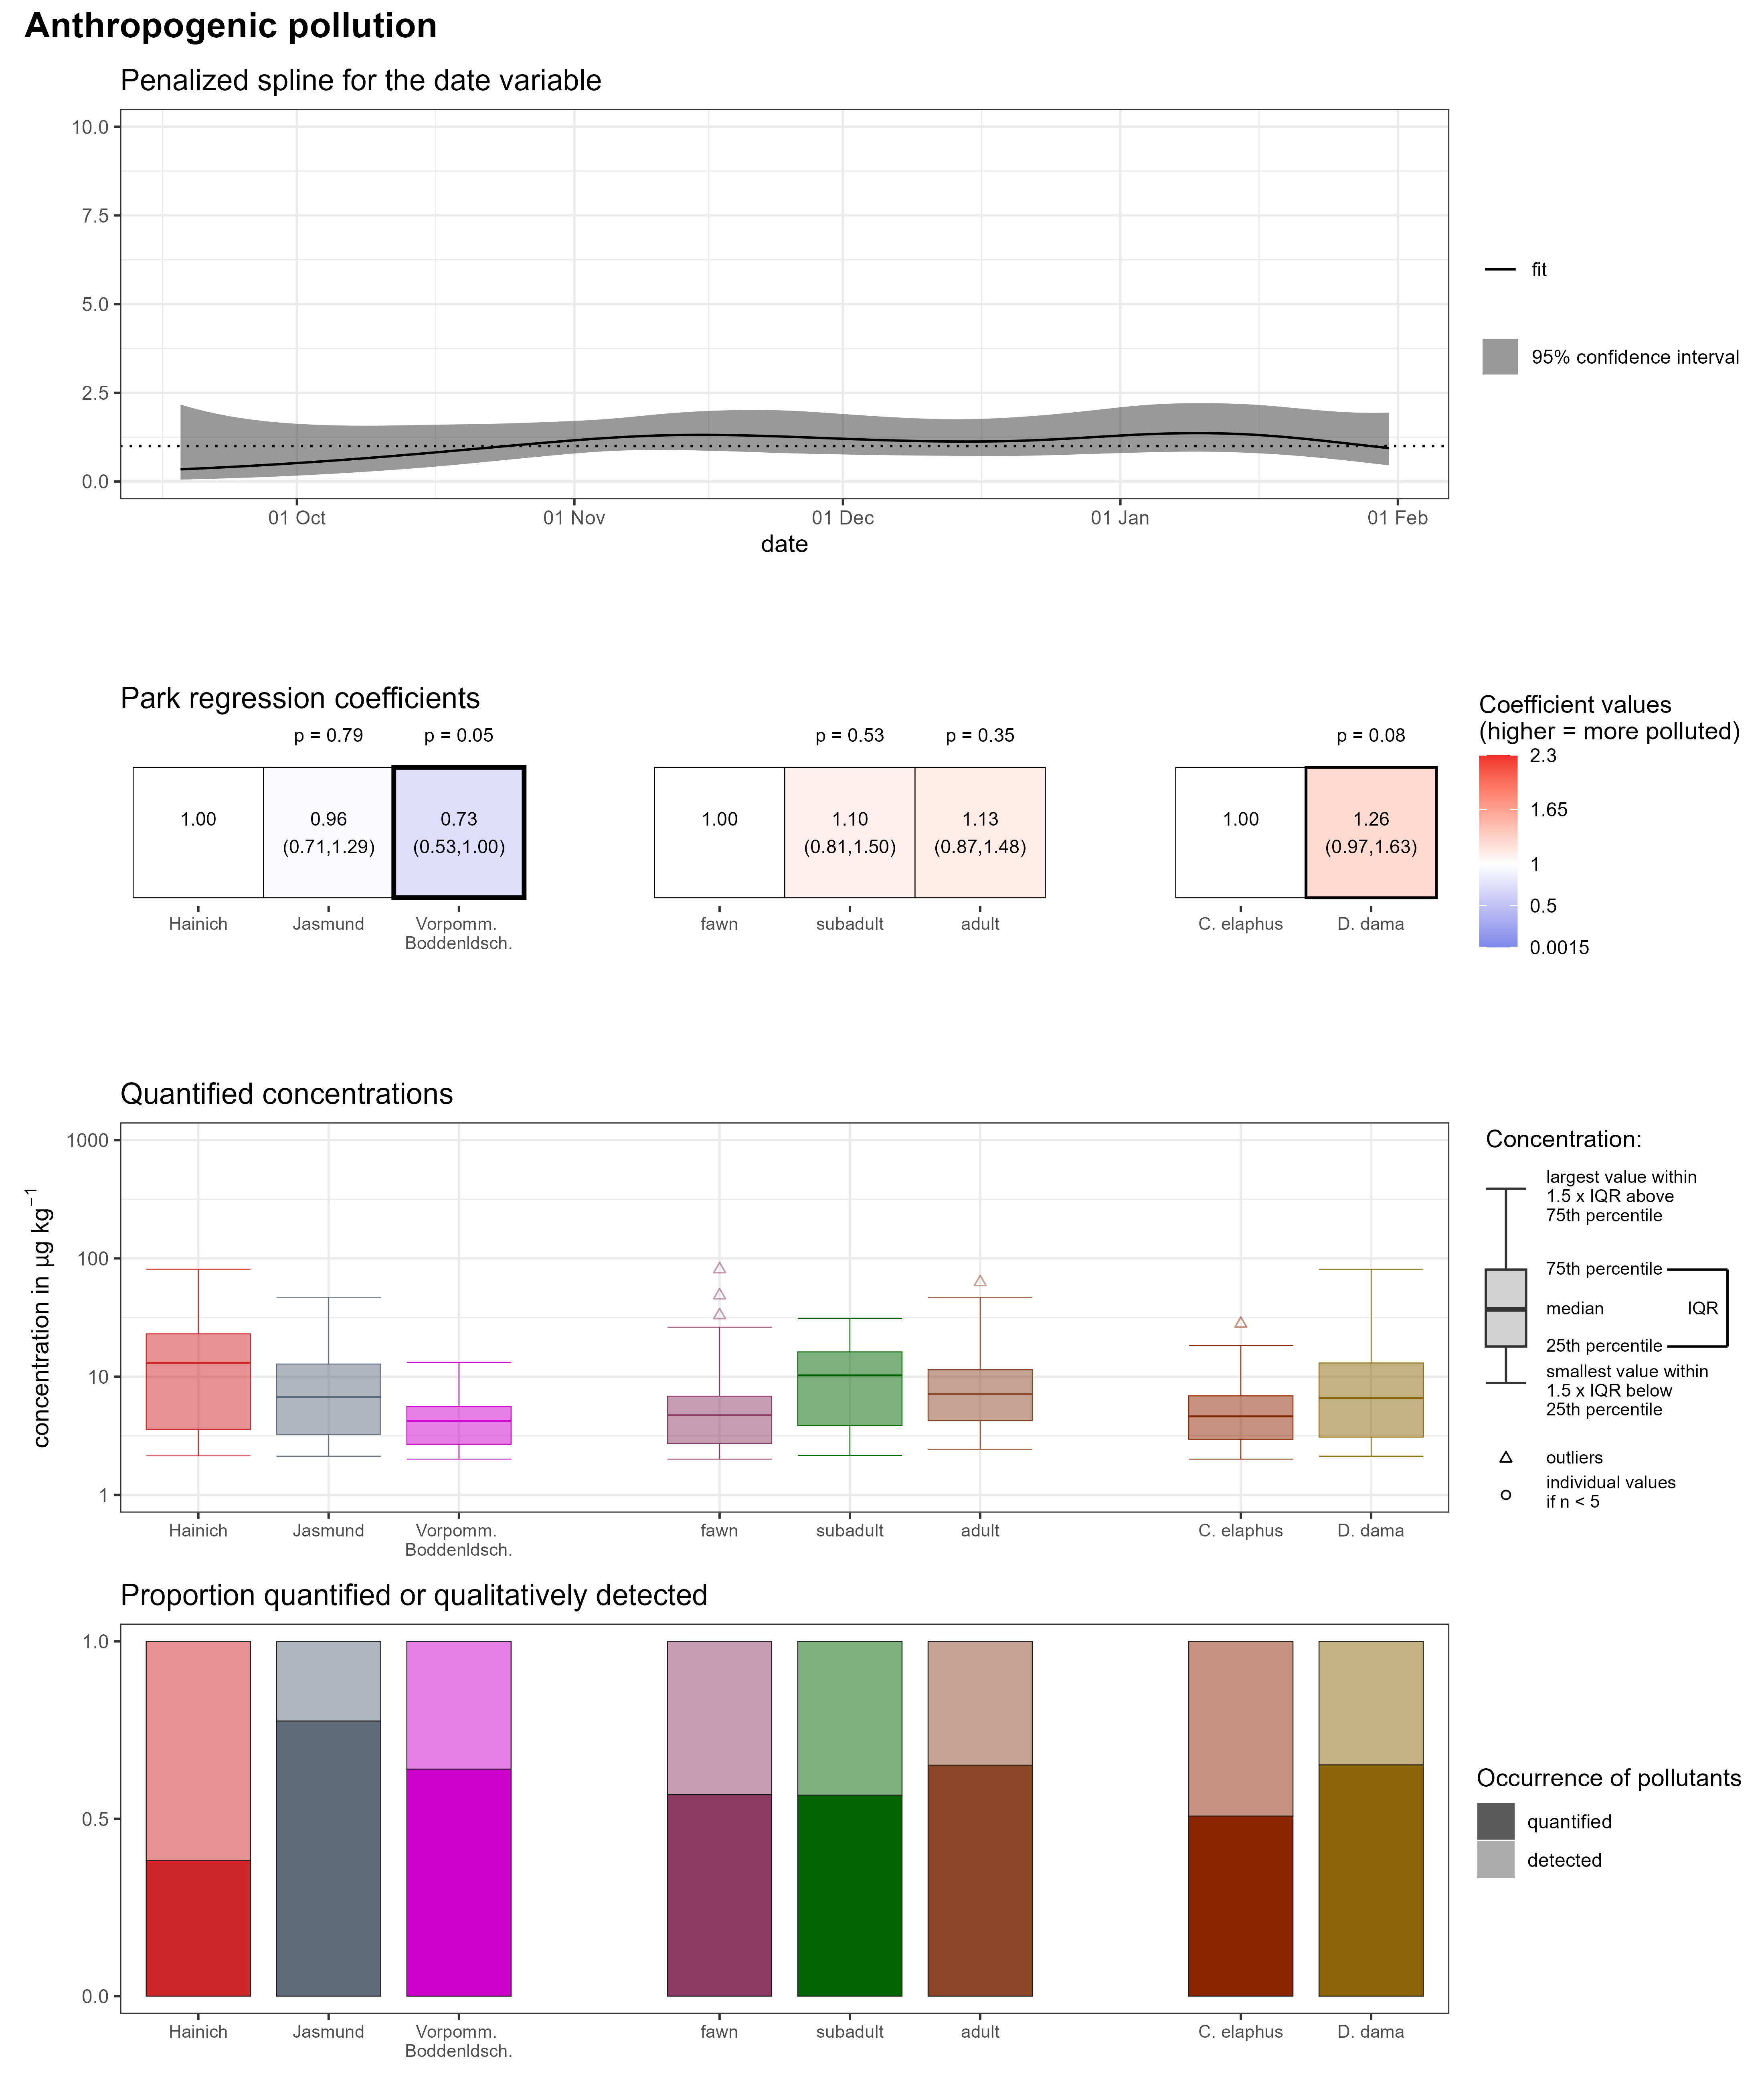 Anthropogenic pollution
Penalized spline for the date variable
10.0
7.5
5.0
2.5
0.0
01 Oct
01 Nov
01 Dec
01 Jan
01 Feb
date
fit
95% confidence interval
Park regression coefficients
p = 0.79
p = 0.05
p = 0.53
p = 0.35
p = 0.08
1.00
0.96
(0.71,1.29)
0.73
(0.53,1.00)
1.00
1.10
(0.81,1.50)
1.13
(0.87,1.48)
1.00
1.26
(0.97,1.63)
Hainich
Jasmund
Vorpomm.
Boddenldsch.
fawn
subadult
adult
C. elaphus
D. dama
Coefficient values
(higher = more polluted)
2.3
1.65
1
0.5
0.0015
Quantified concentrations
concentration in µg kg⁻¹
1000
100
10
1
Hainich
Jasmund
Vorpomm.
Boddenldsch.
fawn
subadult
adult
C. elaphus
D. dama
Concentration:
largest value within
1.5 x IQR above
75th percentile
75th percentile
median
IQR
25th percentile
smallest value within
1.5 x IQR below
25th percentile
outliers
individual values
if n < 5
Proportion quantified or qualitatively detected
1.0
0.5
0.0
Hainich
Jasmund
Vorpomm.
Boddenldsch.
fawn
subadult
adult
C. elaphus
D. dama
Occurrence of pollutants
quantified
detected